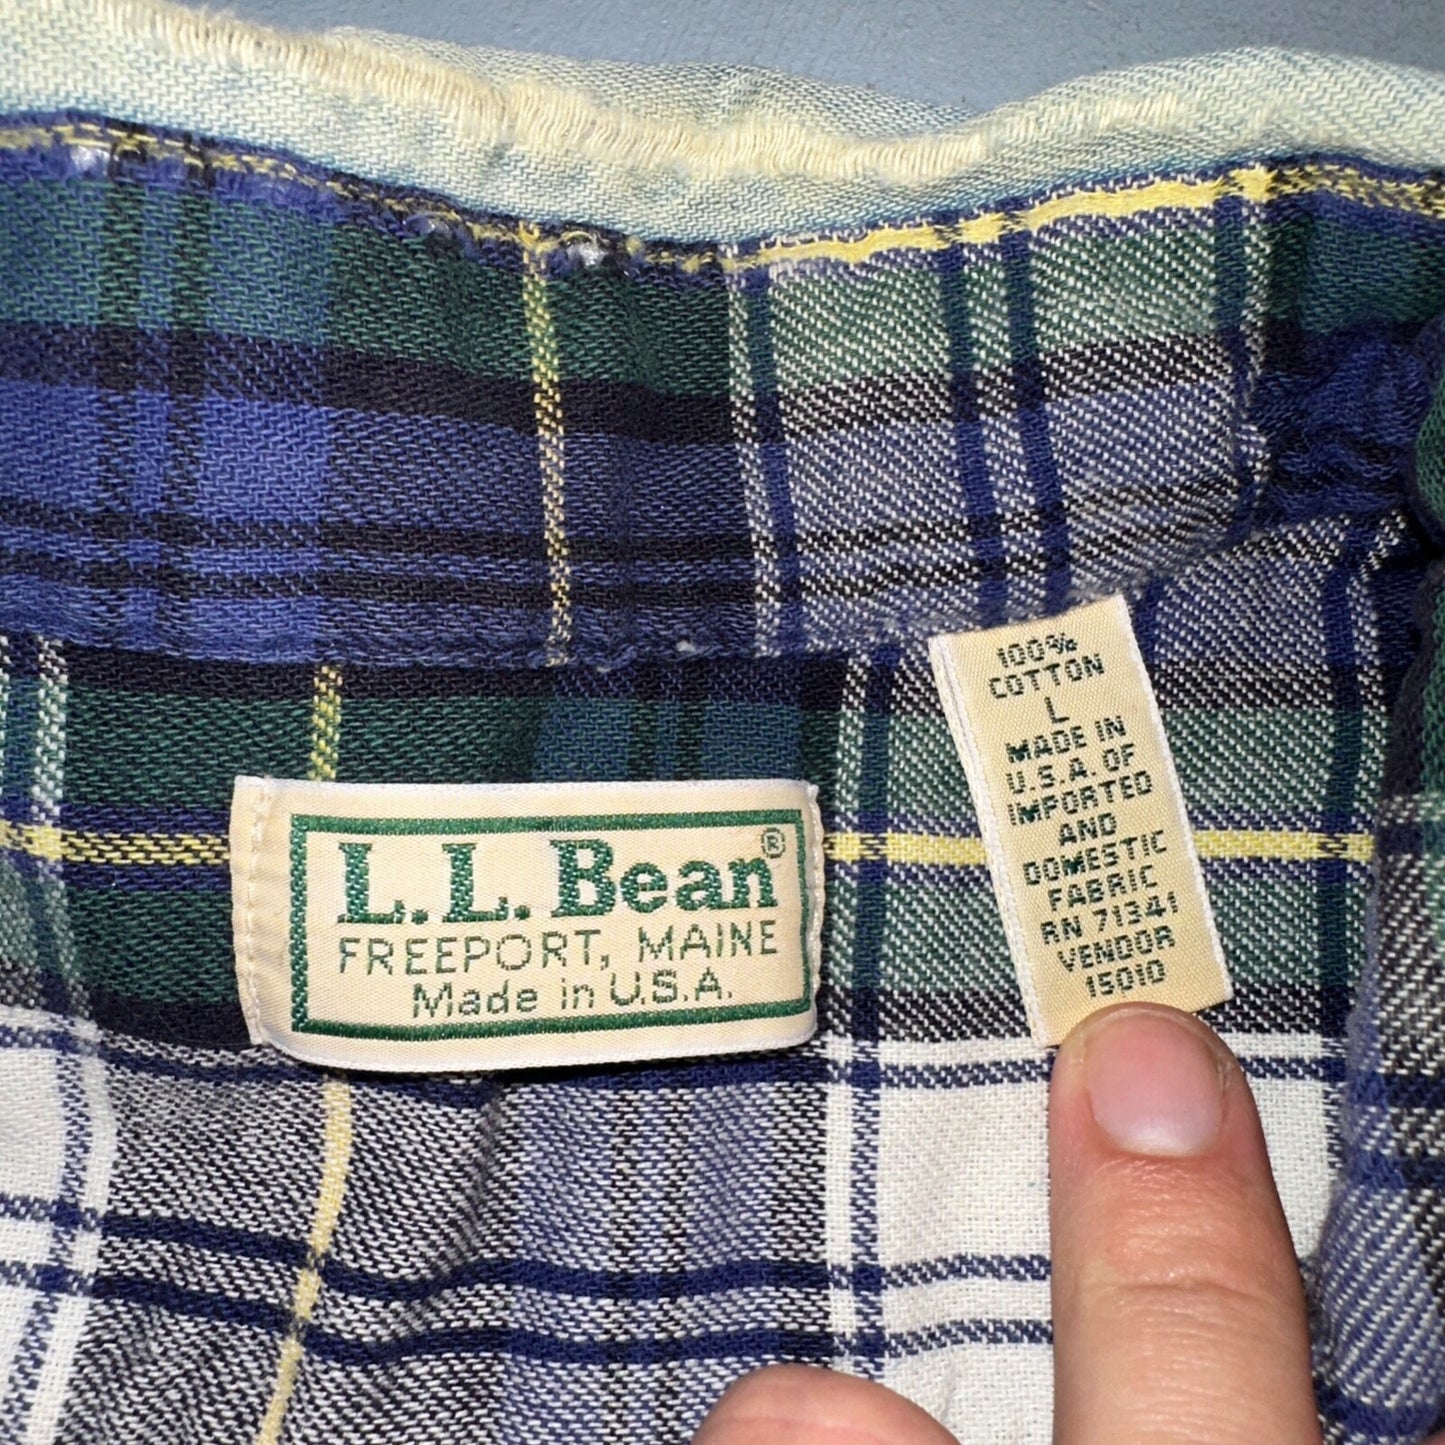 L.L. Bean®
FREEPORT, MAINE
Made in U.S.A.
100%
COTTON
L
MADE IN
U.S.A. OF
IMPORTED
AND
DOMESTIC
FABRIC
RN 71341
VENDOR
15010